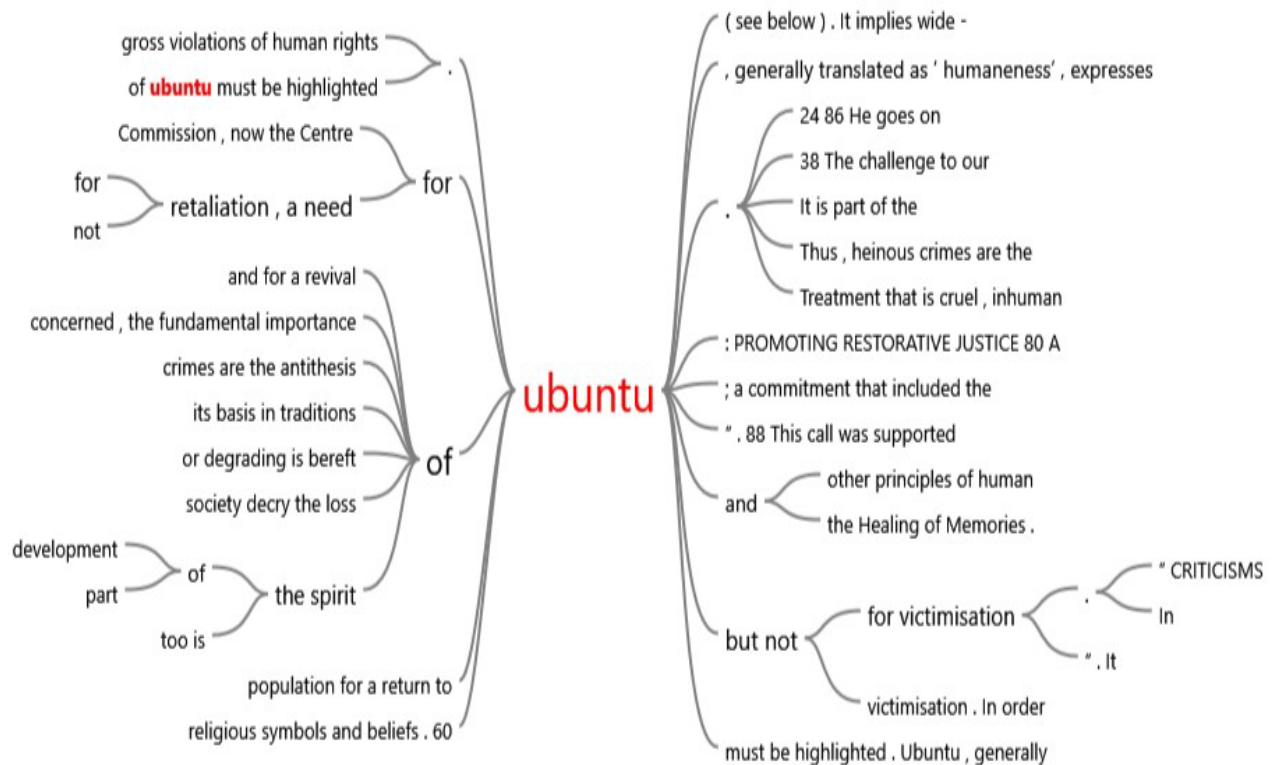 gross violations of human rights
of ubuntu must be highlighted
.
Commission , now the Centre
for
not
retaliation , a need
for
and for a revival
concerned , the fundamental importance
crimes are the antithesis
its basis in traditions
or degrading is bereft
society decry the loss
of
development
part
of
too is
the spirit
population for a return to
religious symbols and beliefs . 60
ubuntu
( see below ) . It implies wide -
, generally translated as ‘ humaneness’ , expresses
.
24 86 He goes on
38 The challenge to our
It is part of the
Thus , heinous crimes are the
Treatment that is cruel , inhuman
: PROMOTING RESTORATIVE JUSTICE 80 A
; a commitment that included the
” . 88 This call was supported
and
other principles of human
the Healing of Memories .
but not
for victimisation
.
” CRITICISMS
In
” . It
victimisation . In order
must be highlighted . Ubuntu , generally